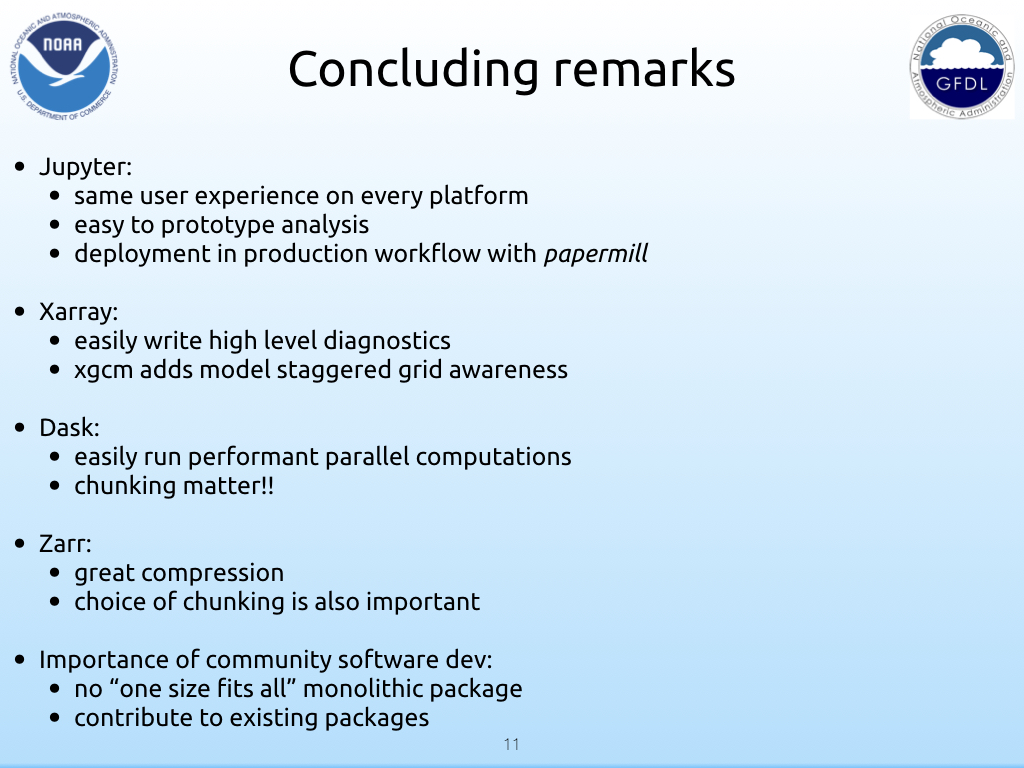 NATIONAL OCEANIC AND ATMOSPHERIC ADMINISTRATION
NOAA
U.S. DEPARTMENT OF COMMERCE
Concluding remarks
National Oceanic and
GFDL
Atmospheric Administration
• Jupyter:
• same user experience on every platform
• easy to prototype analysis
• deployment in production workflow with papermill
• Xarray:
• easily write high level diagnostics
• xgcm adds model staggered grid awareness
• Dask:
• easily run performant parallel computations
• chunking matter!!
• Zarr:
• great compression
• choice of chunking is also important
• Importance of community software dev:
• no “one size fits all” monolithic package
• contribute to existing packages
11